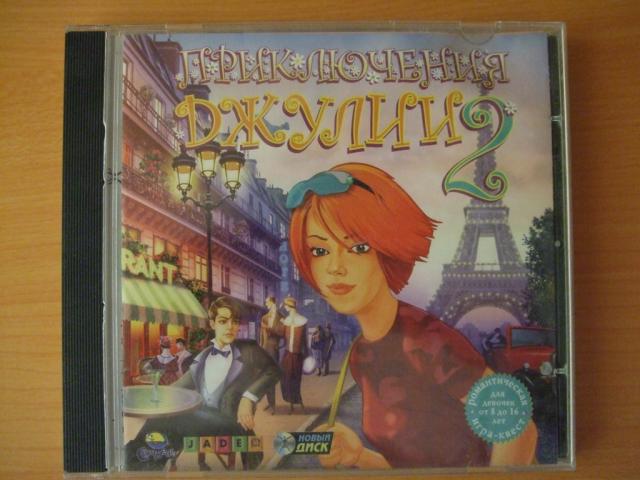 ПРИКЛЮЧЕНИЯ
ДЖУЛИИ 2
RANT
JADE
НОВЫЙ
ДИСК
романтическая
для
девочек
от 8 до 16
лет
игра-квест